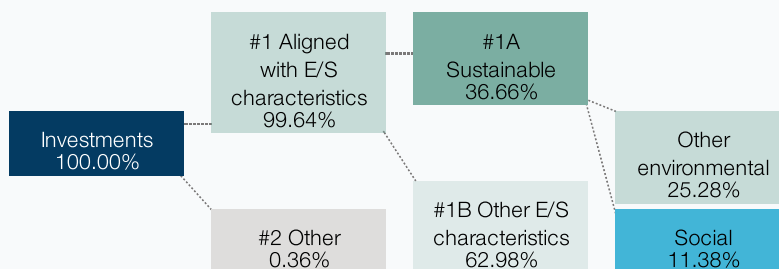 Investments
100.00%
#1 Aligned
with E/S
characteristics
99.64%
#2 Other
0.36%
#1A
Sustainable
36.66%
#1B Other E/S
characteristics
62.98%
Other
environmental
25.28%
Social
11.38%